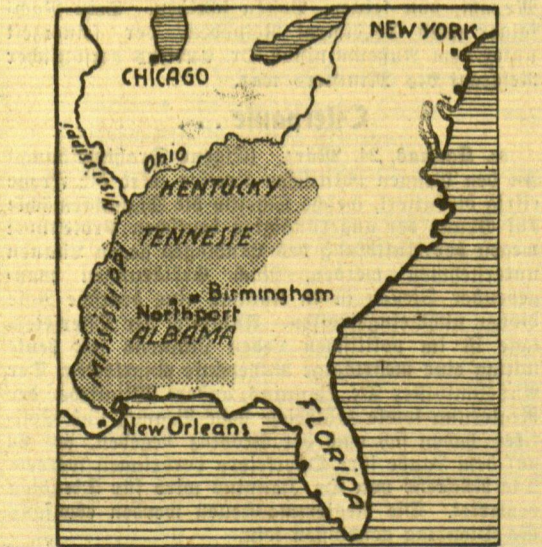 NEW YORK
CHICAGO
Mississippi
Ohio
KENTUCKY
TENNESSE
MISSISSIPPI
Birmingham
Northport
ALBAMA
New Orleans
FLORIDA